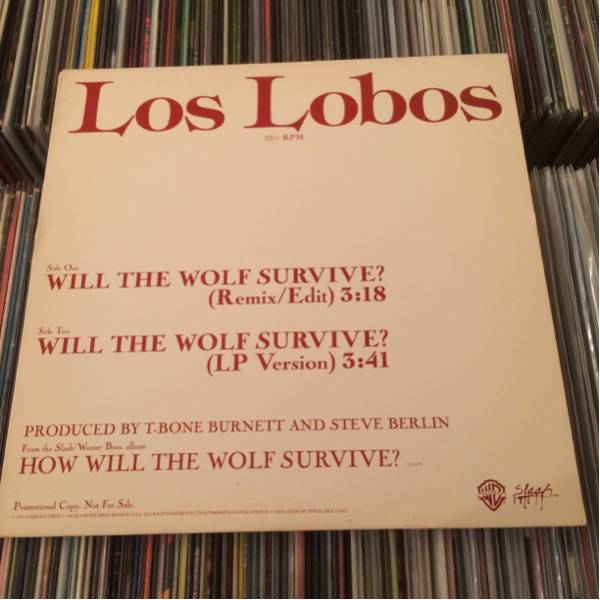 Los Lobos
33⅓ RPM
Side One
WILL THE WOLF SURVIVE?
(Remix/Edit) 3:18
Side Two
WILL THE WOLF SURVIVE?
(LP Version) 3:41
PRODUCED BY T-BONE BURNETT AND STEVE BERLIN
From the Slash/Warner Bros. album
HOW WILL THE WOLF SURVIVE?
Promotional Copy. Not For Sale.
WB
slash